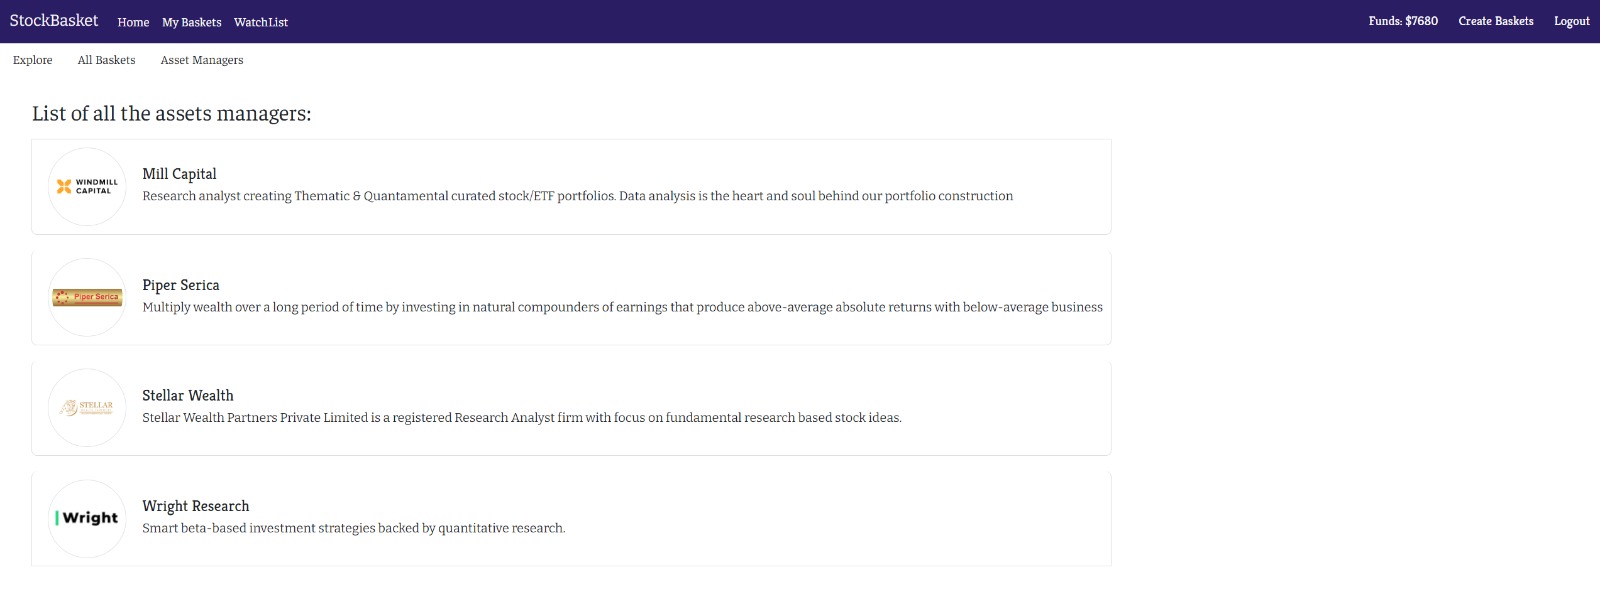 StockBasket Home My Baskets WatchList Funds: $7680 Create Baskets Logout
Explore All Baskets Asset Managers
List of all the assets managers:
WINDMILL
CAPITAL
Mill Capital
Research analyst creating Thematic & Quantamental curated stock/ETF portfolios. Data analysis is the heart and soul behind our portfolio construction
Piper Serica
Piper Serica
Multiply wealth over a long period of time by investing in natural compounders of earnings that produce above-average absolute returns with below-average business
STELLAR
Stellar Wealth
Stellar Wealth Partners Private Limited is a registered Research Analyst firm with focus on fundamental research based stock ideas.
Wright
Wright Research
Smart beta-based investment strategies backed by quantitative research.